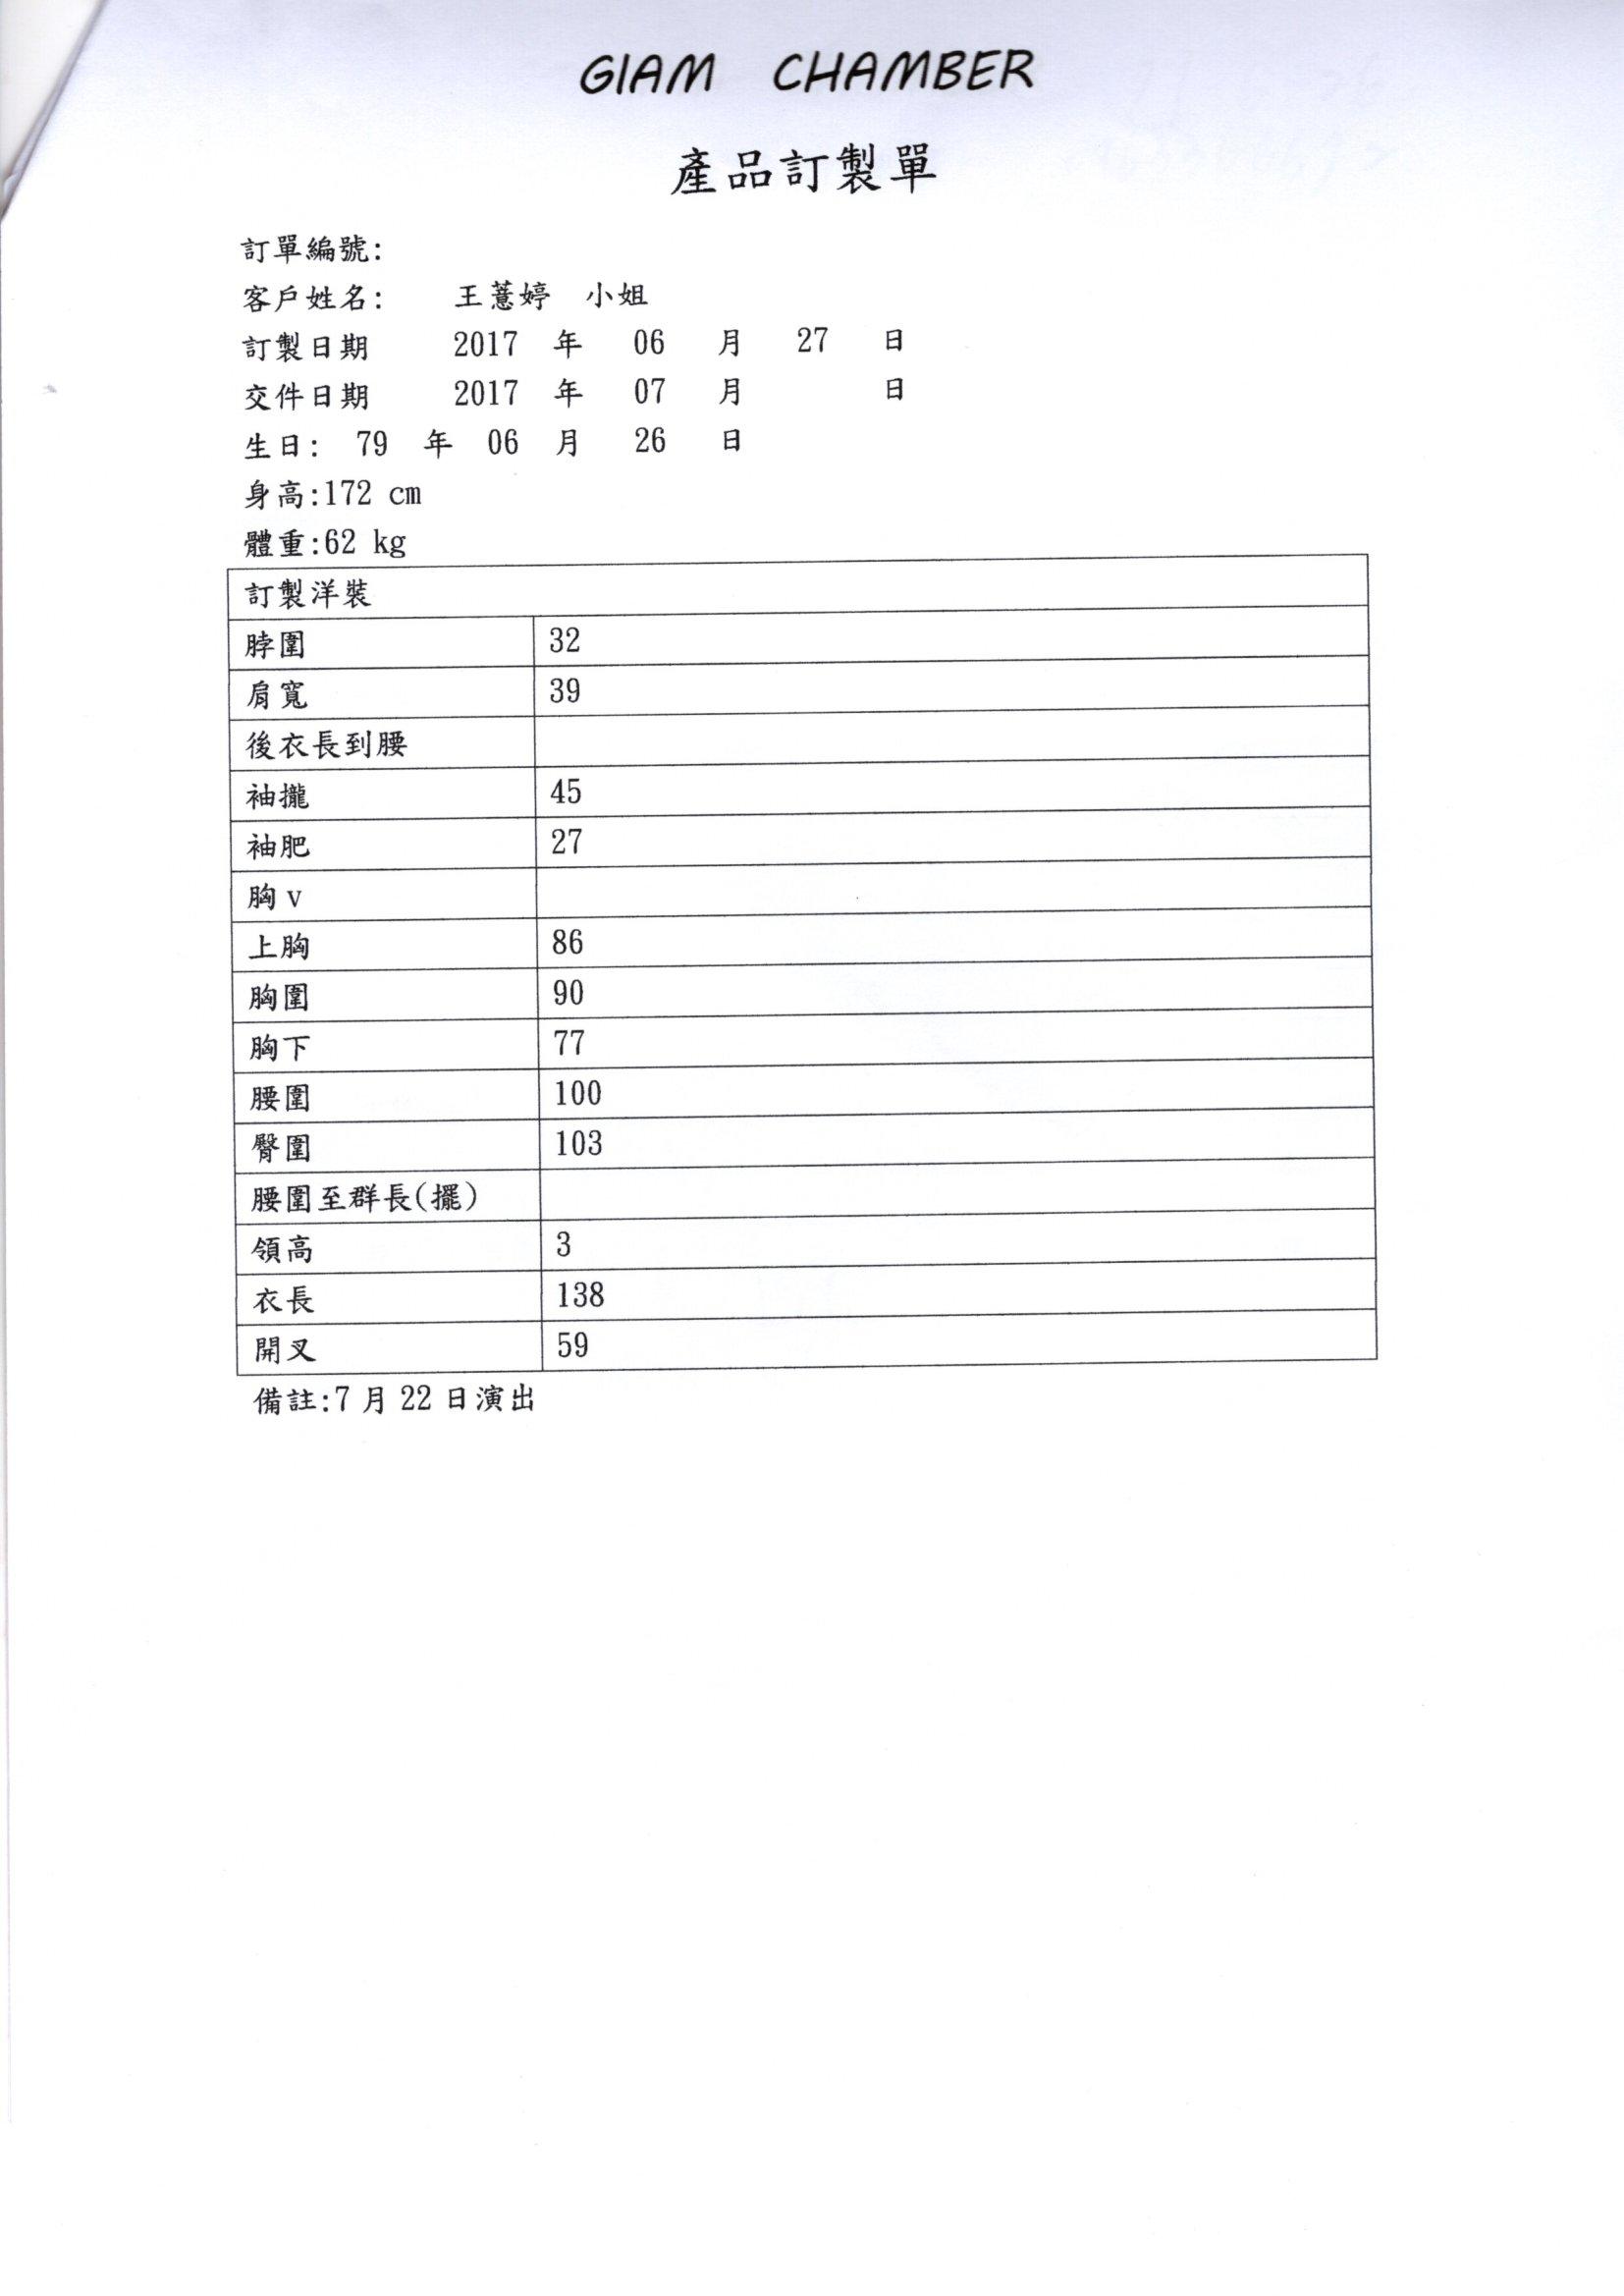 GIAM CHAMBER
產品訂製單
訂單編號:
客戶姓名: 王薏婷 小姐
訂製日期 2017 年 06 月 27 日
交件日期 2017 年 07 月 日
生日: 79 年 06 月 26 日
身高:172 cm
體重:62 kg
訂製洋裝
脖圍 32
肩寬 39
後衣長到腰
袖攏 45
袖肥 27
胸 v
上胸 86
胸圍 90
胸下 77
腰圍 100
臀圍 103
腰圍至群長(擺)
領高 3
衣長 138
開叉 59
備註:7 月 22 日演出